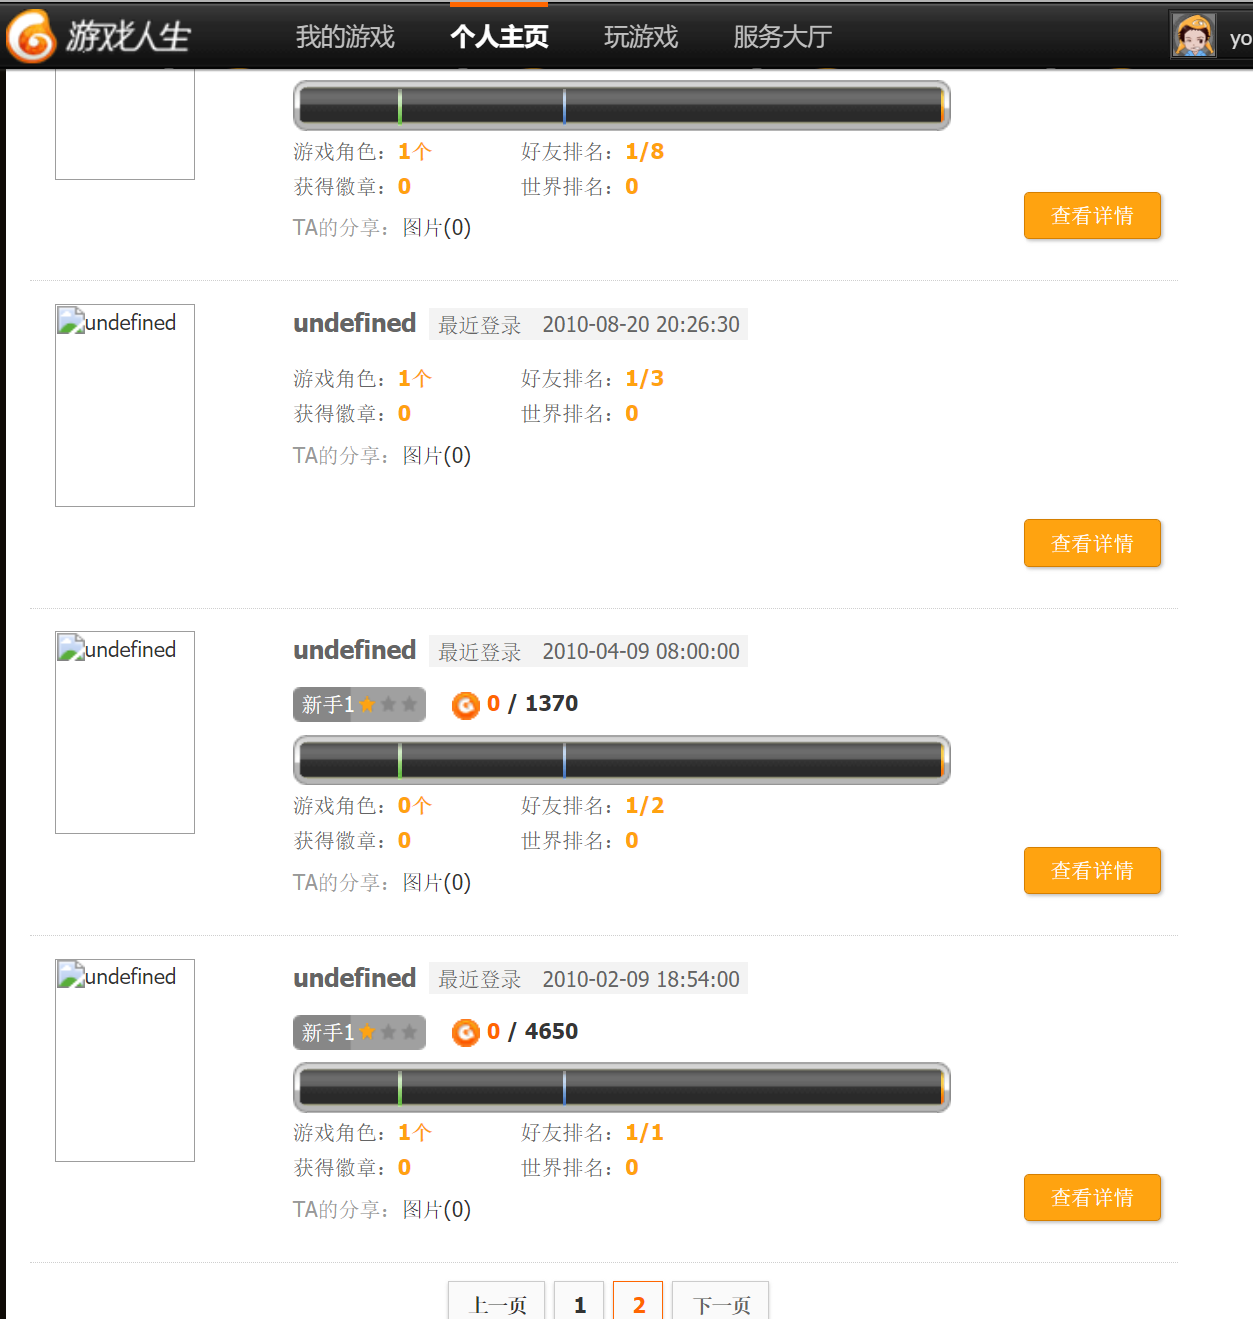 游戏人生 我的游戏 个人主页 玩游戏 服务大厅 yo
游戏角色：1个 好友排名：1/8
获得徽章：0 世界排名：0
TA的分享：图片(0)
查看详情
undefined
undefined 最近登录 2010-08-20 20:26:30
游戏角色：1个 好友排名：1/3
获得徽章：0 世界排名：0
TA的分享：图片(0)
查看详情
undefined
undefined 最近登录 2010-04-09 08:00:00
新手1 0 / 1370
游戏角色：0个 好友排名：1/2
获得徽章：0 世界排名：0
TA的分享：图片(0)
查看详情
undefined
undefined 最近登录 2010-02-09 18:54:00
新手1 0 / 4650
游戏角色：1个 好友排名：1/1
获得徽章：0 世界排名：0
TA的分享：图片(0)
查看详情
上一页 1 2 下一页